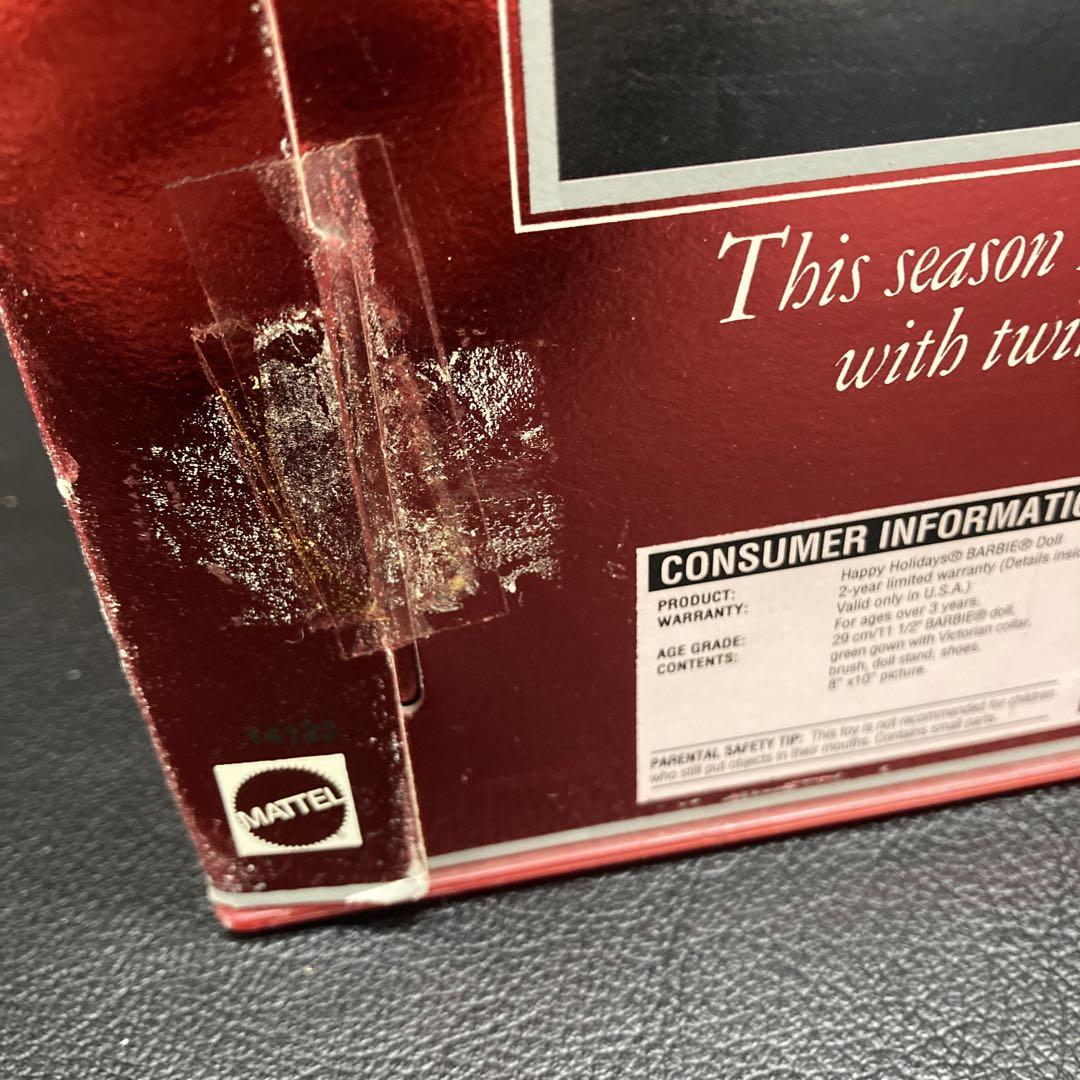 This season
with
CONSUMER INFORMATI
PRODUCT: Happy Holidays® BARBIE® Doll
WARRANTY: 2-year limited warranty (Details
Valid only in U.S.A.)
AGE GRADE: For ages over 3 years.
CONTENTS: 29 cm/11 1/2" BARBIE® doll,
green gown with Victorian collar,
brush, doll stand, shoes,
8" x10" picture.
PARENTAL SAFETY TIP: This toy is not recommended for children
who still put objects in their mouths. Contains small parts.
MATTEL